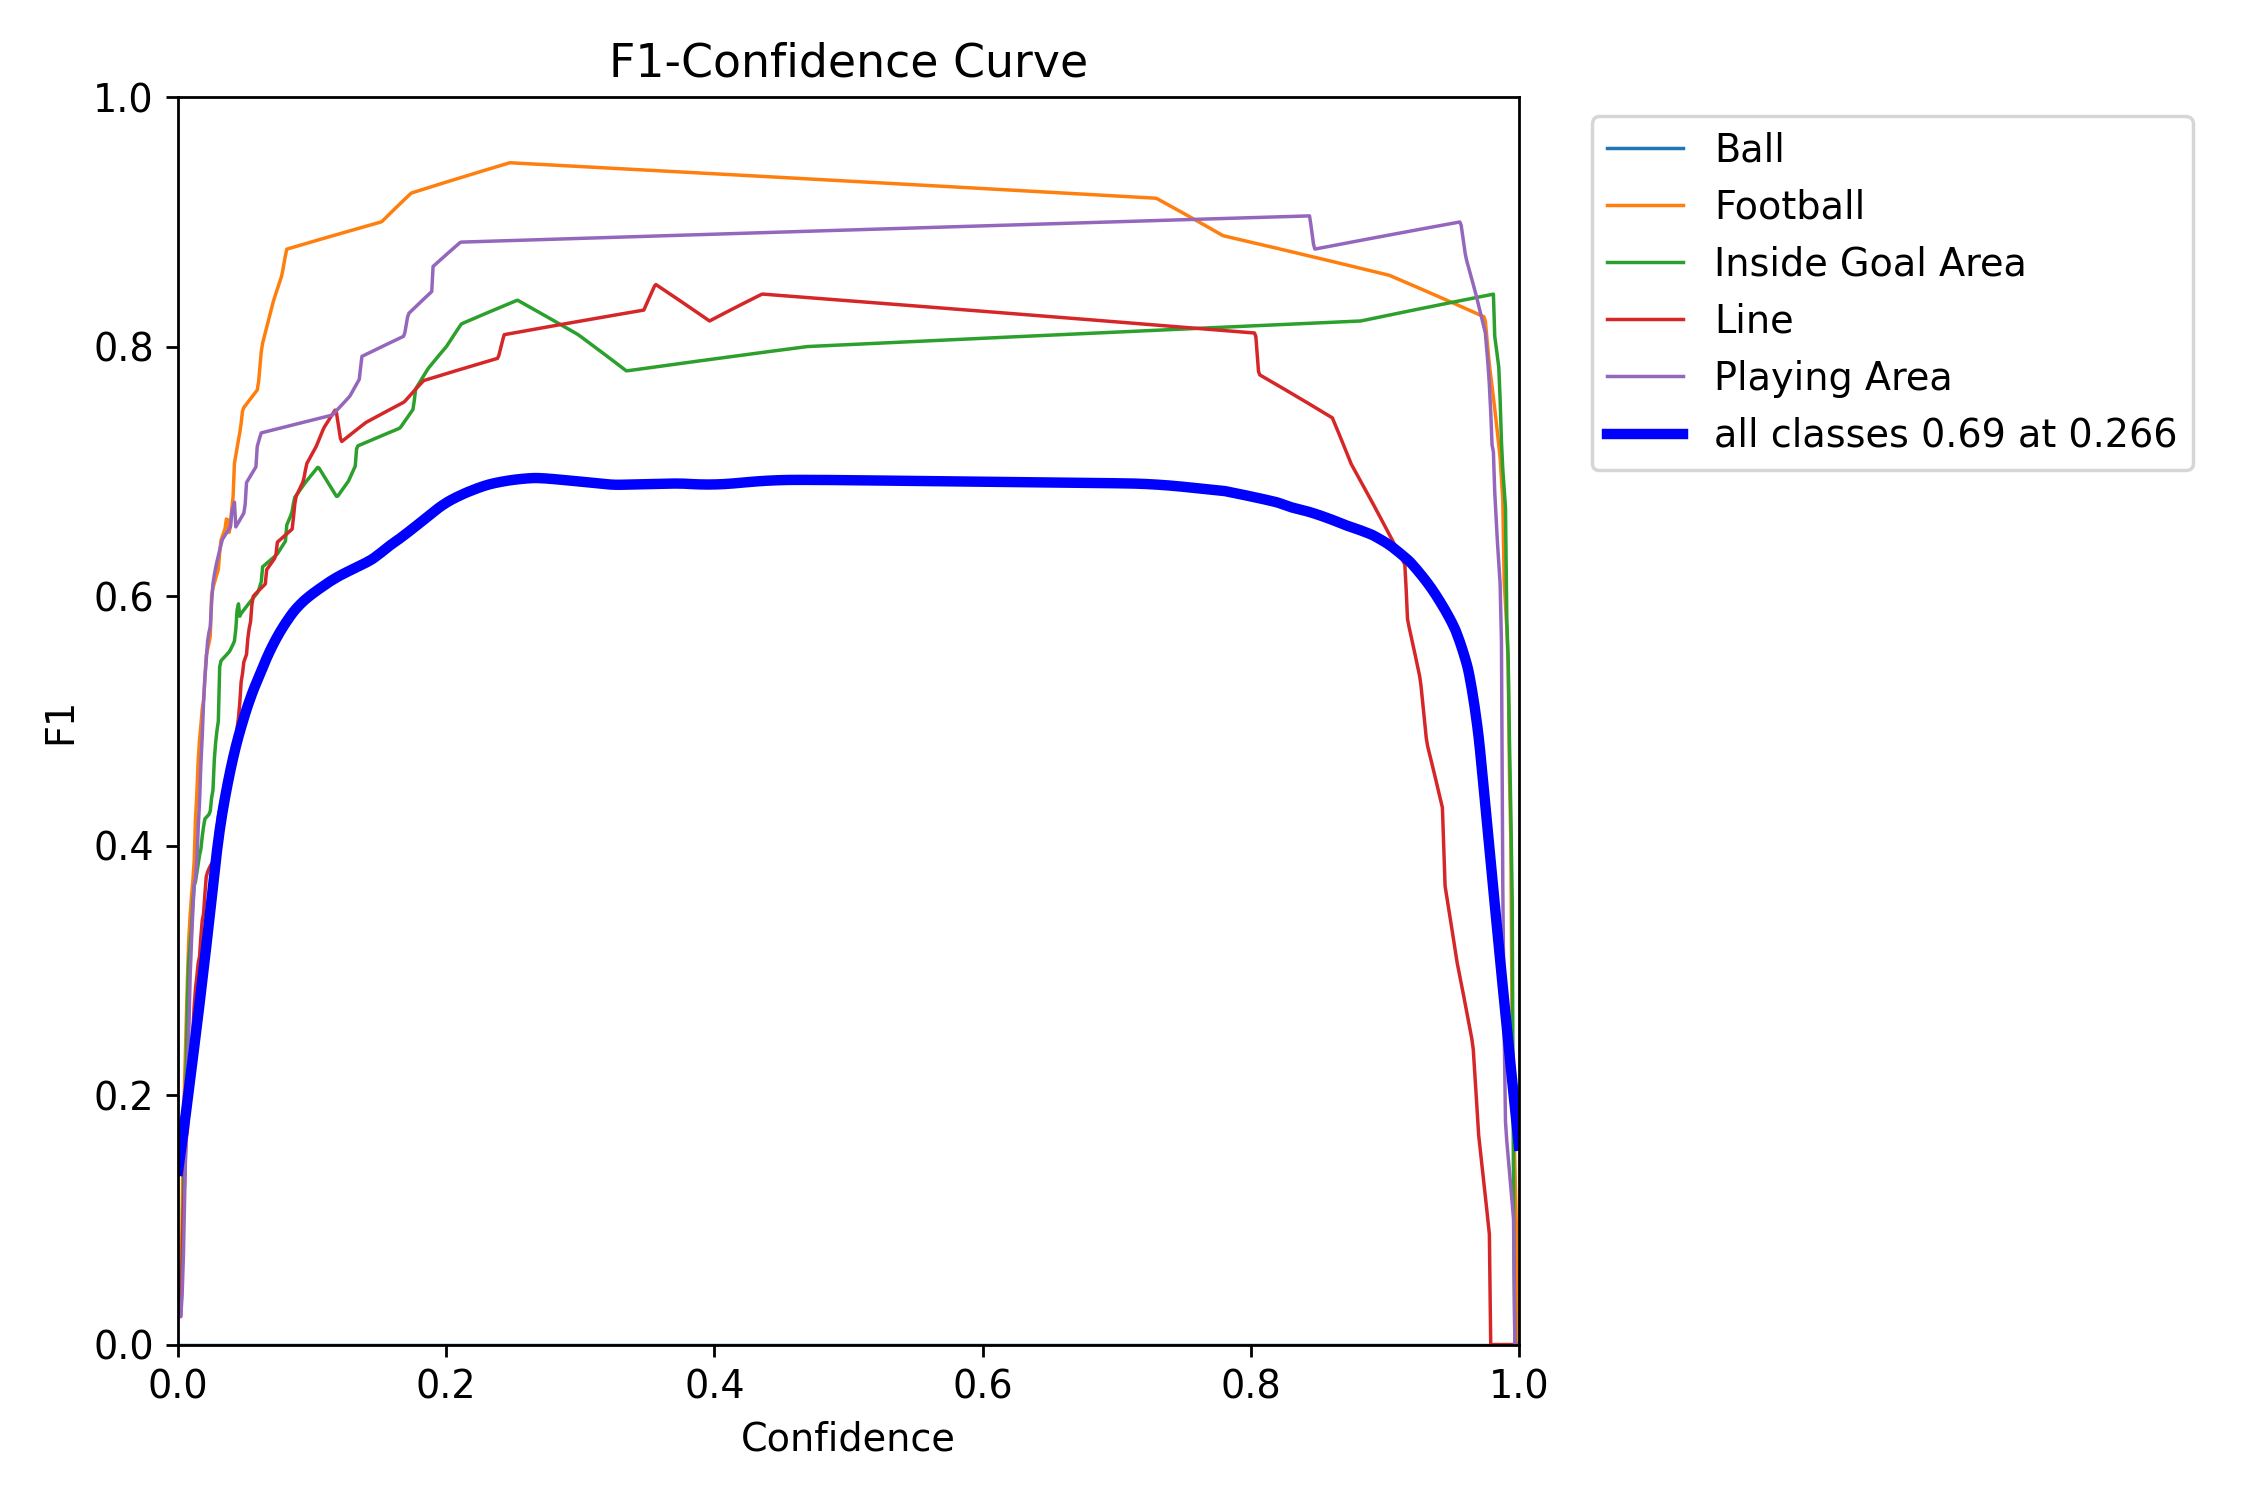 F1-Confidence Curve
1.0
0.8
0.6
0.4
0.2
0.0
F1
0.0 0.2 0.4 0.6 0.8 1.0
Confidence
Ball
Football
Inside Goal Area
Line
Playing Area
all classes 0.69 at 0.266